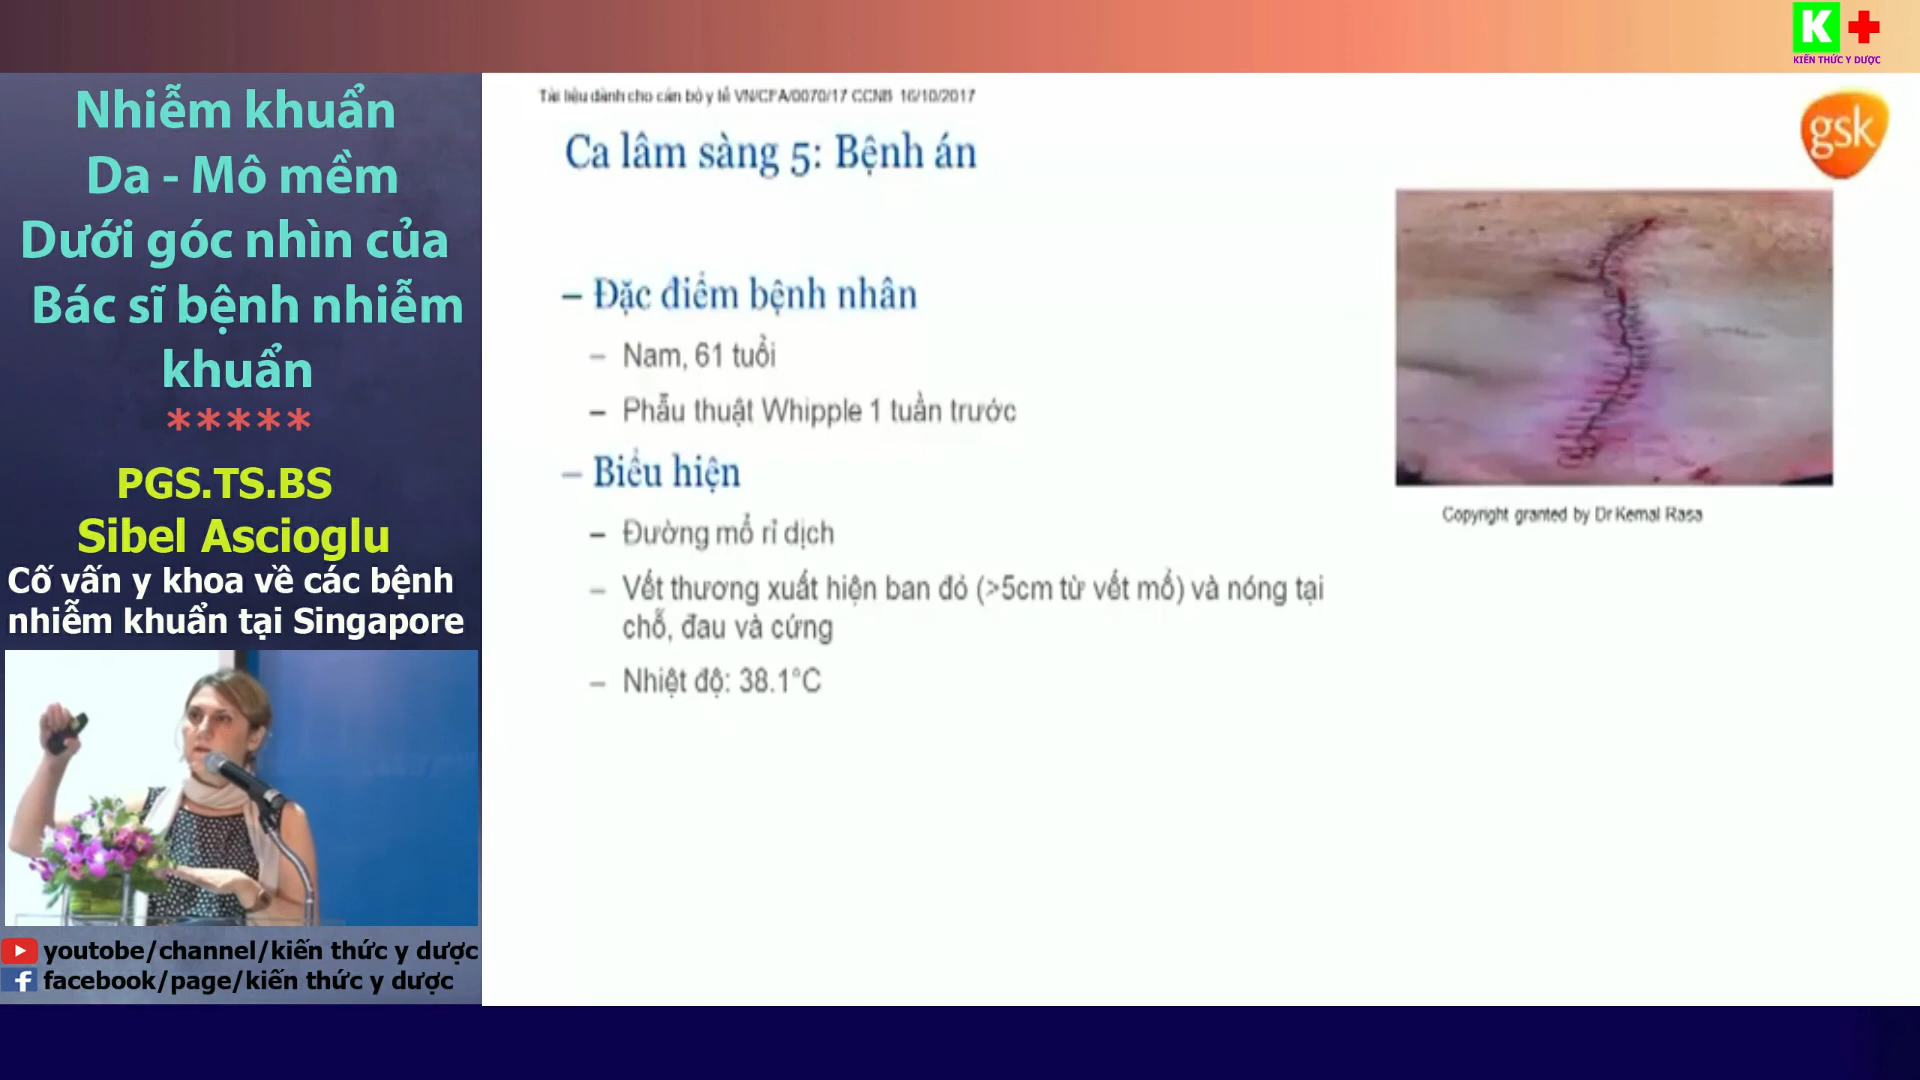 K
KIẾN THỨC Y DƯỢC
Nhiễm khuẩn
Da - Mô mềm
Dưới góc nhìn của
Bác sĩ bệnh nhiễm
khuẩn
*****
PGS.TS.BS
Sibel Ascioglu
Cố vấn y khoa về các bệnh
nhiễm khuẩn tại Singapore
youtobe/channel/kiến thức y dược
facebook/page/kiến thức y dược
Tài liệu dành cho cán bộ y tế VN/CFA/0070/17 CCNB 16/10/2017
gsk
Ca lâm sàng 5: Bệnh án
– Đặc điểm bệnh nhân
– Nam, 61 tuổi
– Phẫu thuật Whipple 1 tuần trước
– Biểu hiện
– Đường mổ rỉ dịch
– Vết thương xuất hiện ban đỏ (>5cm từ vết mổ) và nóng tại
chỗ, đau và cứng
– Nhiệt độ: 38.1°C
Copyright granted by Dr Kemal Rasa